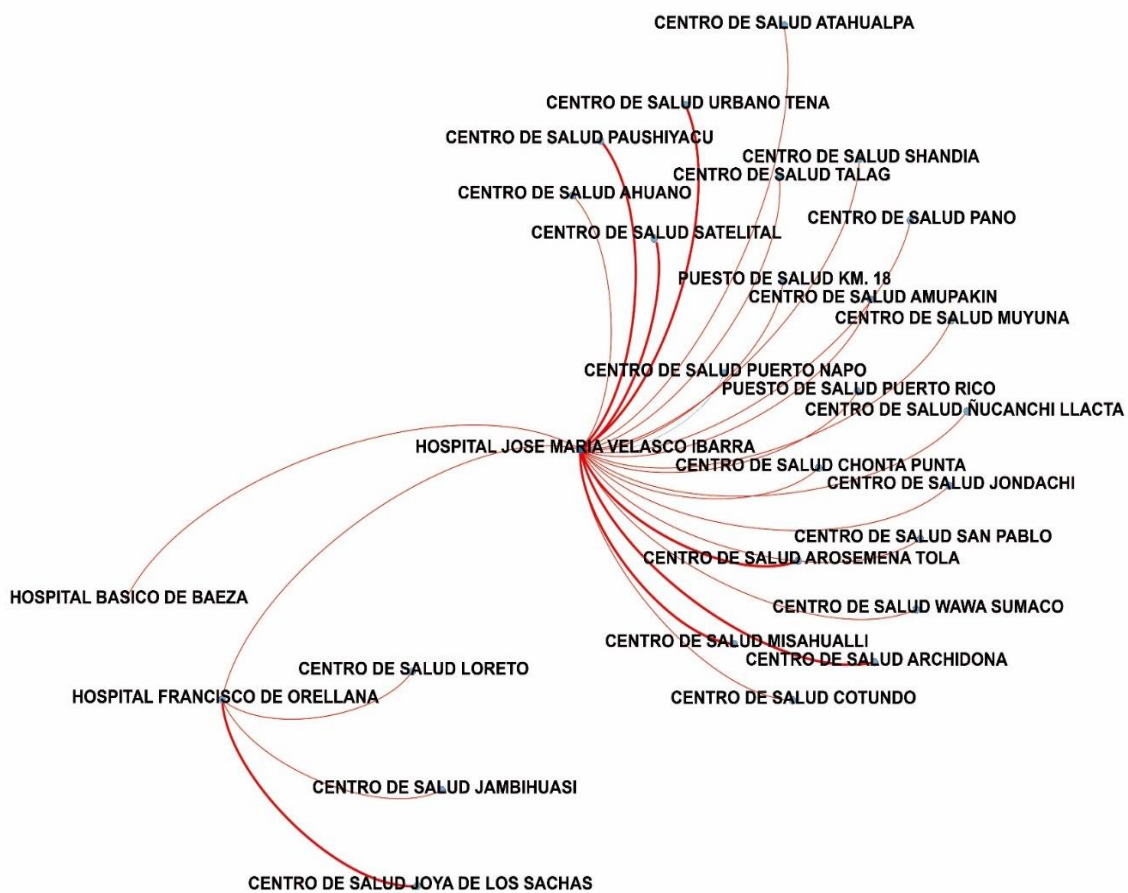 CENTRO DE SALUD ATAHUALPA
CENTRO DE SALUD URBANO TENA
CENTRO DE SALUD PAUSHIYACU
CENTRO DE SALUD SHANDIA
CENTRO DE SALUD TALAG
CENTRO DE SALUD AHUANO
CENTRO DE SALUD PANO
CENTRO DE SALUD SATELITAL
PUESTO DE SALUD KM. 18
CENTRO DE SALUD AMUPAKIN
CENTRO DE SALUD MUYUNA
CENTRO DE SALUD PUERTO NAPO
PUESTO DE SALUD PUERTO RICO
CENTRO DE SALUD ÑUCANCHI LLACTA
HOSPITAL JOSE MARIA VELASCO IBARRA
CENTRO DE SALUD CHONTA PUNTA
CENTRO DE SALUD JONDACHI
CENTRO DE SALUD SAN PABLO
CENTRO DE SALUD AROSEMENA TOLA
HOSPITAL BASICO DE BAEZA
CENTRO DE SALUD WAWA SUMACO
CENTRO DE SALUD MISAHUALLI
CENTRO DE SALUD ARCHIDONA
CENTRO DE SALUD LORETO
HOSPITAL FRANCISCO DE ORELLANA
CENTRO DE SALUD COTUNDO
CENTRO DE SALUD JAMBIHUASI
CENTRO DE SALUD JOYA DE LOS SACHAS